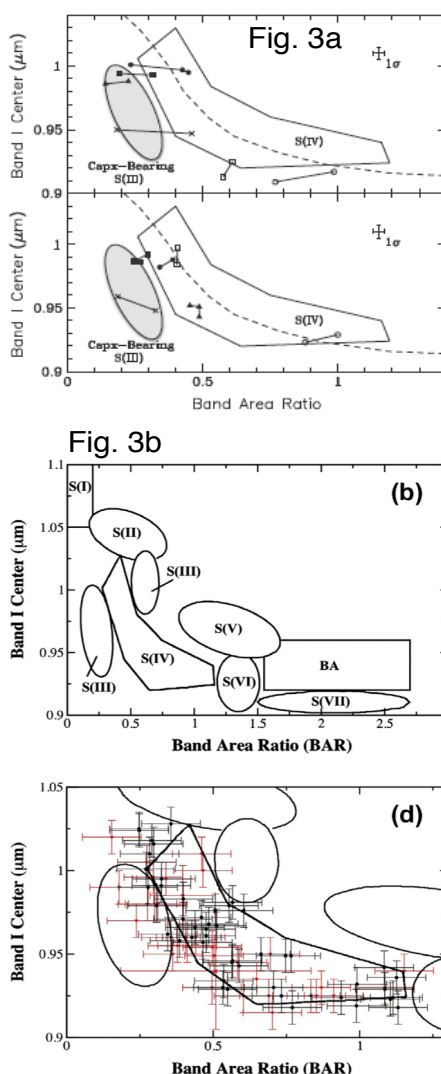 Fig. 3a
Band I Center (μm)
1
0.95
0.9
1σ
S(IV)
Capx-Bearing
S(III)
Band I Center (μm)
1
0.95
0.9
1σ
S(IV)
Capx-Bearing
S(III)
0
0.5
1
Band Area Ratio
Fig. 3b
(b)
Band I Center (μm)
1.1
1.05
1
0.95
0.9
S(I)
S(II)
S(III)
S(V)
S(IV)
S(III)
S(VI)
BA
S(VII)
0
0.5
1
1.5
2
2.5
Band Area Ratio (BAR)
(d)
Band I Center (μm)
1.05
1
0.95
0.9
0
0.5
1
Band Area Ratio (BAR)